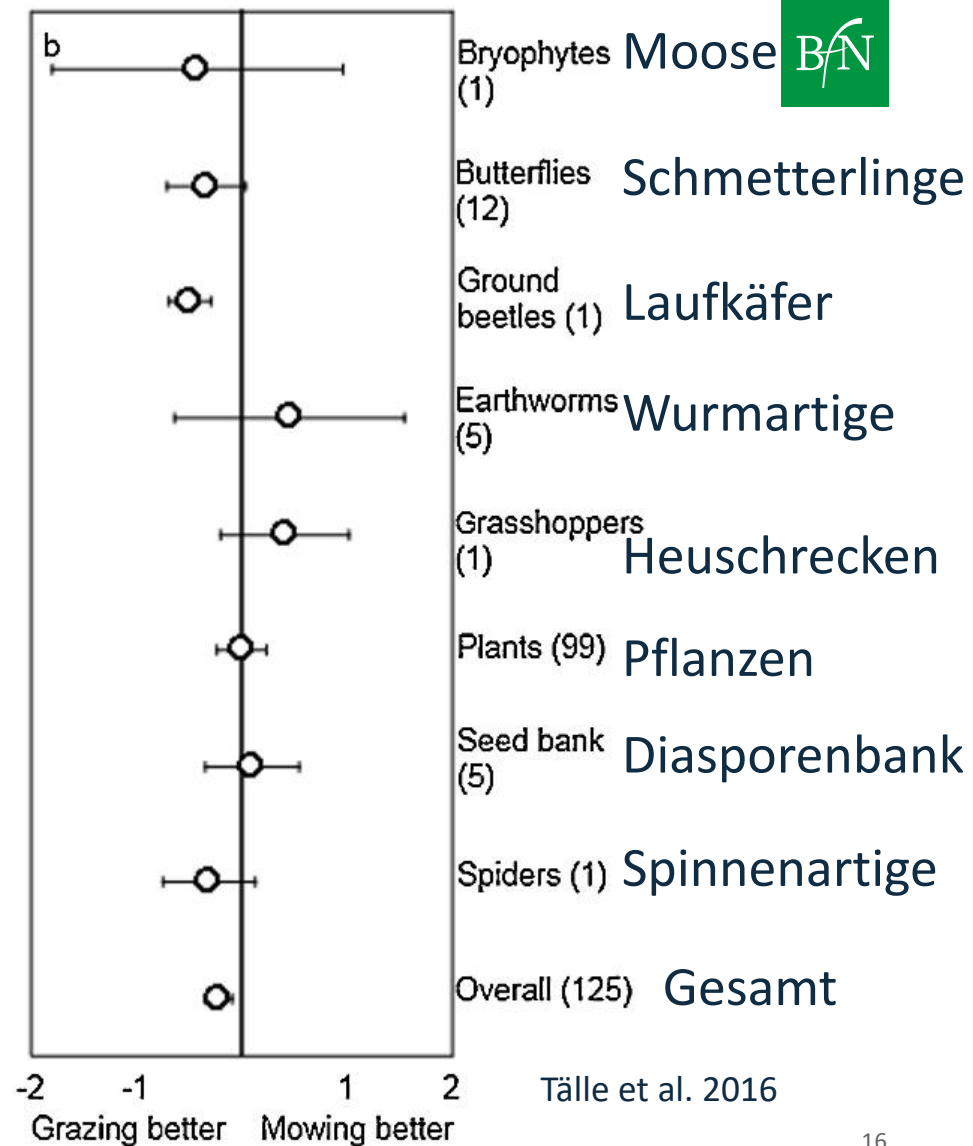 b
Bryophytes
(1)
Moose
BfN
Butterflies
(12)
Schmetterlinge
Ground
beetles (1)
Laufkäfer
Earthworms
(5)
Wurmartige
Grasshoppers
(1)
Heuschrecken
Plants (99)
Pflanzen
Seed bank
(5)
Diasporenbank
Spiders (1)
Spinnenartige
Overall (125)
Gesamt
-2 -1 1 2
Grazing better Mowing better
Tälle et al. 2016
16